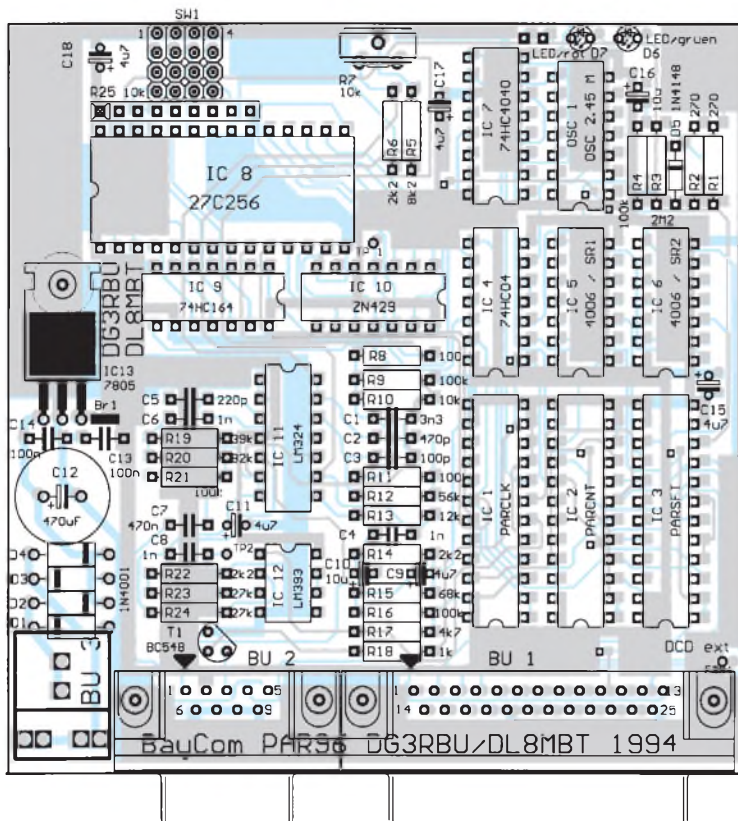 SW1
1 4
C18
4u7
R25 10k
R7
10k
C17
4u7
R6
R5
2k2
8k2
IC 7
74HC4040
OSC 1
OSC 2.45 M
LED/rot D7
LED/gruen
D6
C16
10u
D5 1N4148
270
270
R4
R3
R2
R1
100k
2M2
IC 8
27C256
TP 1
IC 9
74HC164
IC 10
ZN429
IC 4
74HC04
IC 5
4006 / SR1
IC 6
4006 / SR2
DG3RBU
DL8MBT
IC13
7805
Br1
C14
100n
C13
100n
C12
470uF
C5 220p
C6 1n
R19 39k
R20 82k
R21
100k
IC 11
LM324
R8 100
R9 100k
R10 10k
C1 3n3
C2 470p
C3 100p
R11 100
R12 56k
R13 12k
C4 1n
C15
4u7
IC 1
PARCLK
IC 2
PARCNT
IC 3
PARSFT
C7
470n
C11
4u7
C8
1n
TP2
R22 2k2
R23 27k
R24 27k
IC 12
LM393
C10
10u
R14 2k2
C9 4u7
R15 68k
R16 100k
R17 4k7
R18 1k
D4
D3
D2
D1
1N4001
T1
BC548
BU 3
BU 2
BU 1
DCD ext
1 5
6 9
1 13
14 25
BayCom PAR96 DG3RBU/DL8MBT 1994